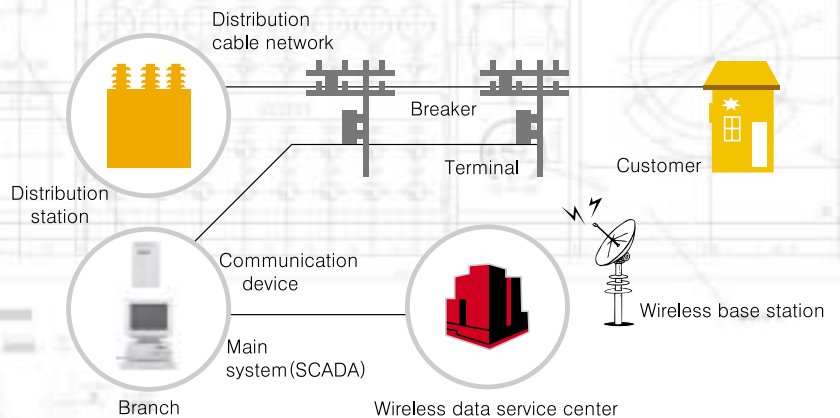 Distribution
cable network
Breaker
Terminal
Customer
Distribution
station
Communication
device
Wireless base station
Main
system(SCADA)
Branch
Wireless data service center